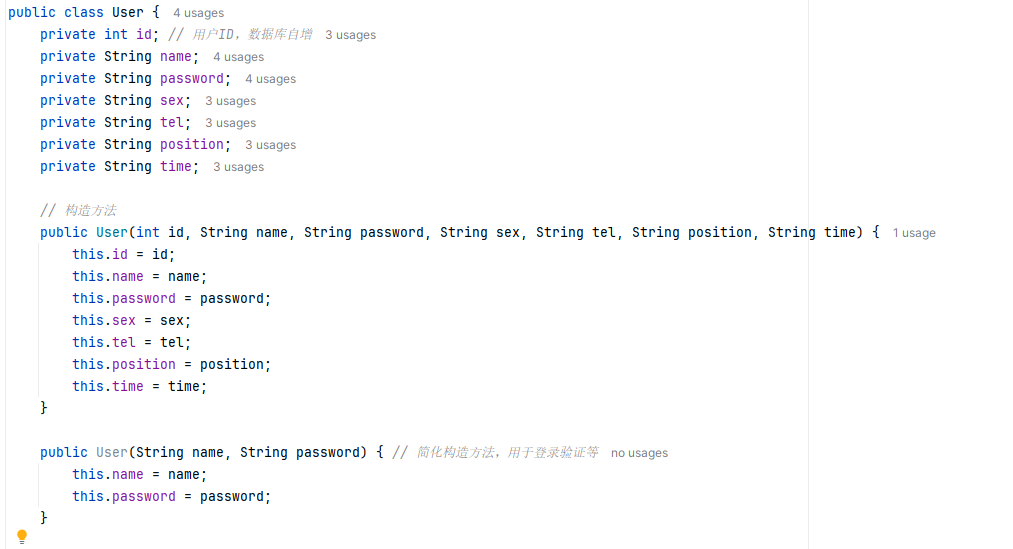 public class User { 4 usages
private int id; // 用户ID，数据库自增 3 usages
private String name; 4 usages
private String password; 4 usages
private String sex; 3 usages
private String tel; 3 usages
private String position; 3 usages
private String time; 3 usages
// 构造方法
public User(int id, String name, String password, String sex, String tel, String position, String time) { 1 usage
this.id = id;
this.name = name;
this.password = password;
this.sex = sex;
this.tel = tel;
this.position = position;
this.time = time;
}
public User(String name, String password) { // 简化构造方法，用于登录验证等 no usages
this.name = name;
this.password = password;
}